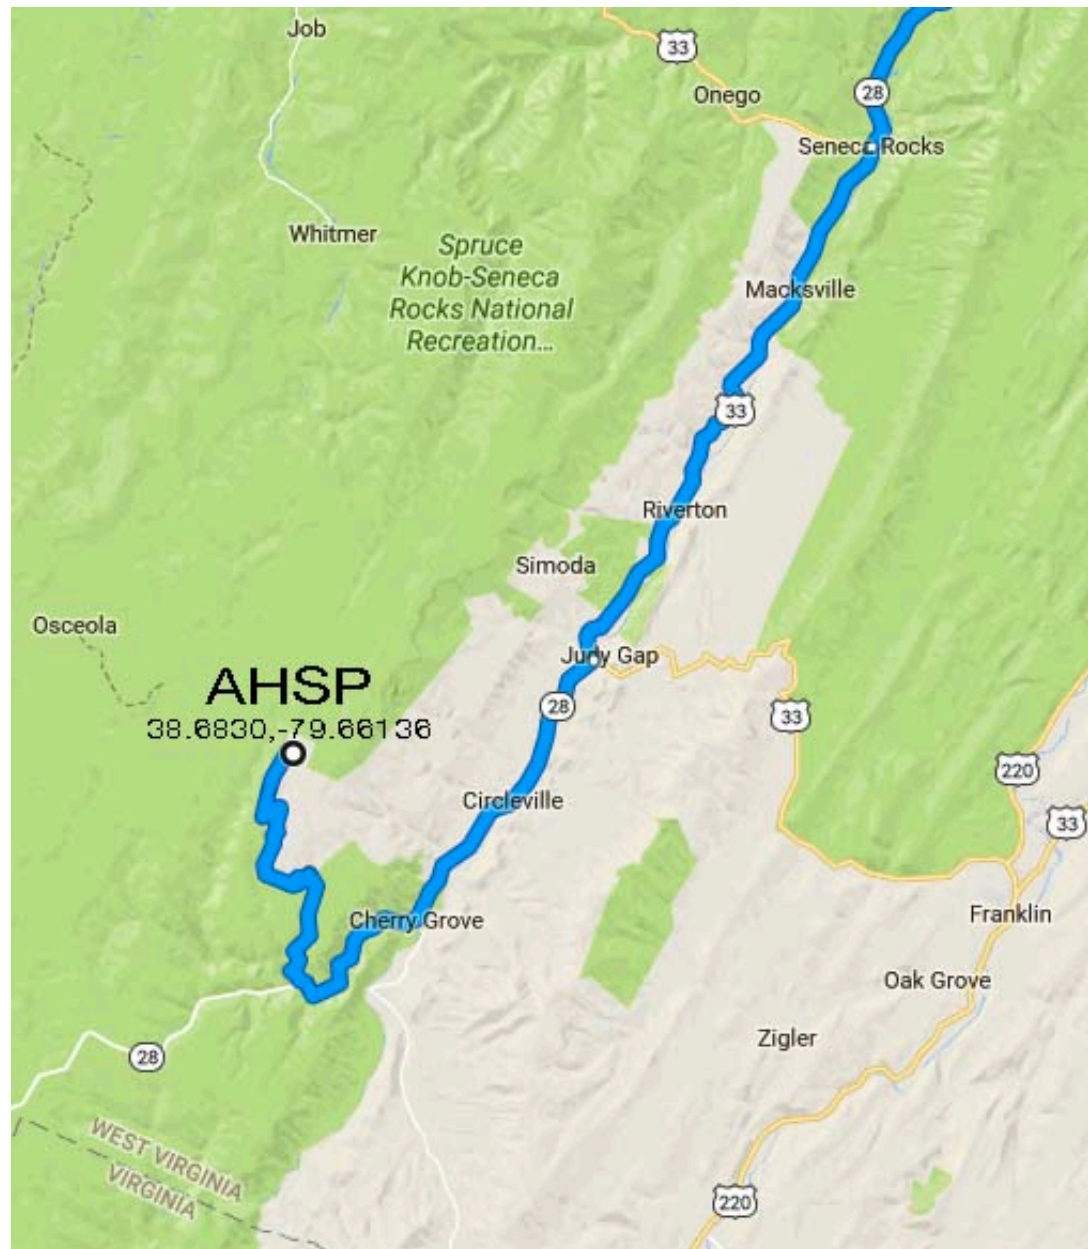 Job
33
Onego
28
Seneca Rocks
Whitmer
Spruce
Knob-Seneca
Rocks National
Recreation...
Macksville
33
Riverton
Simoda
Osceola
Judy Gap
AHSP
38.6830,-79.66136
28
33
220
Circleville
33
Cherry Grove
Franklin
Oak Grove
Zigler
28
WEST VIRGINIA
VIRGINIA
220